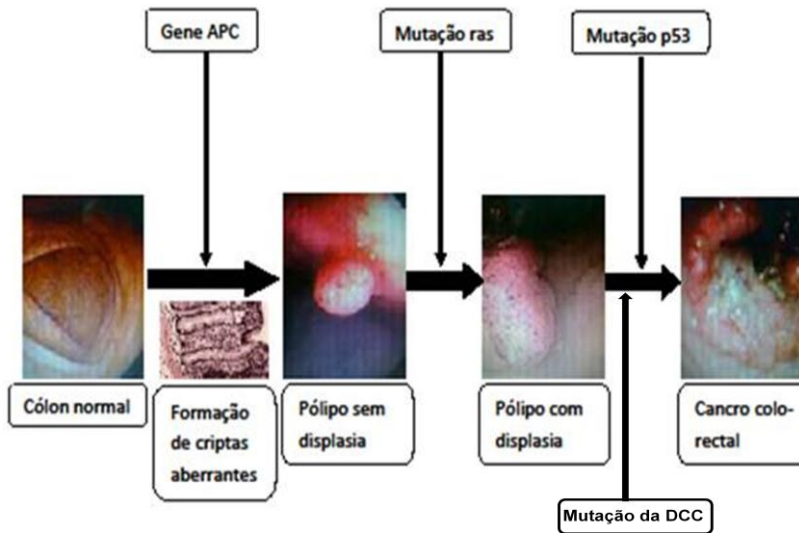 Gene APC
Mutação ras
Mutação p53
Cólon normal
Formação
de criptas
aberrantes
Pólipo sem
displasia
Pólipo com
displasia
Cancro colo-
rectal
Mutação da DCC